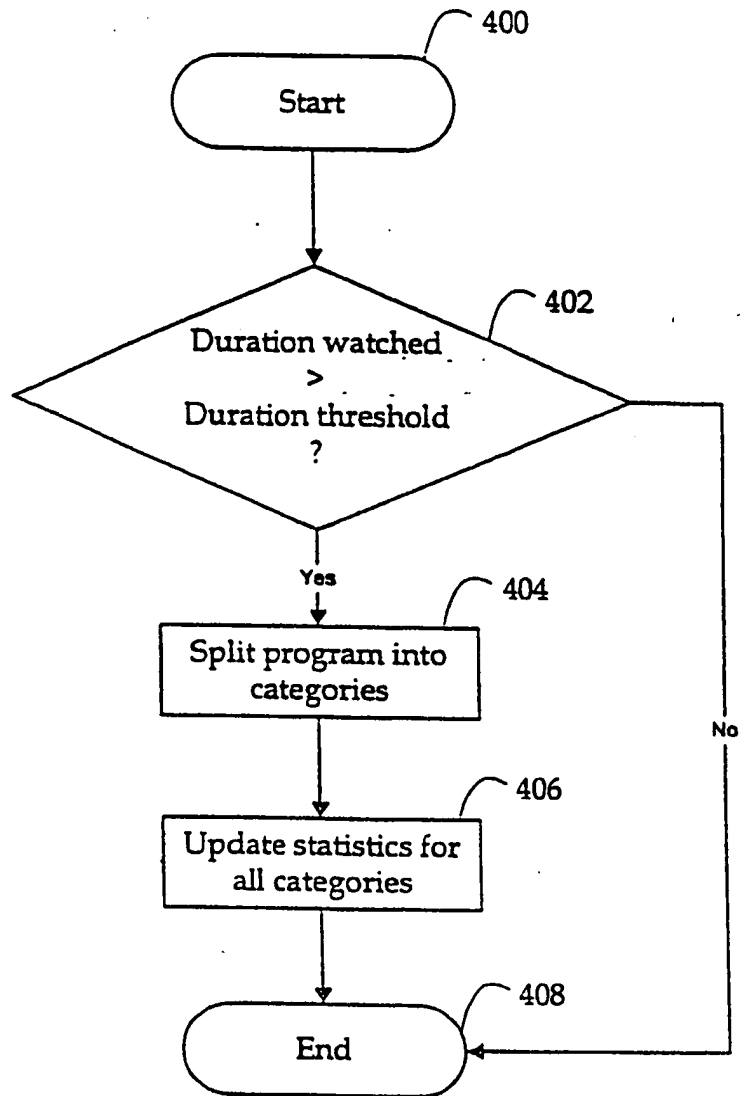 400
Start
402
Duration watched
>
Duration threshold
?
Yes
404
Split program into
categories
No
406
Update statistics for
all categories
408
End